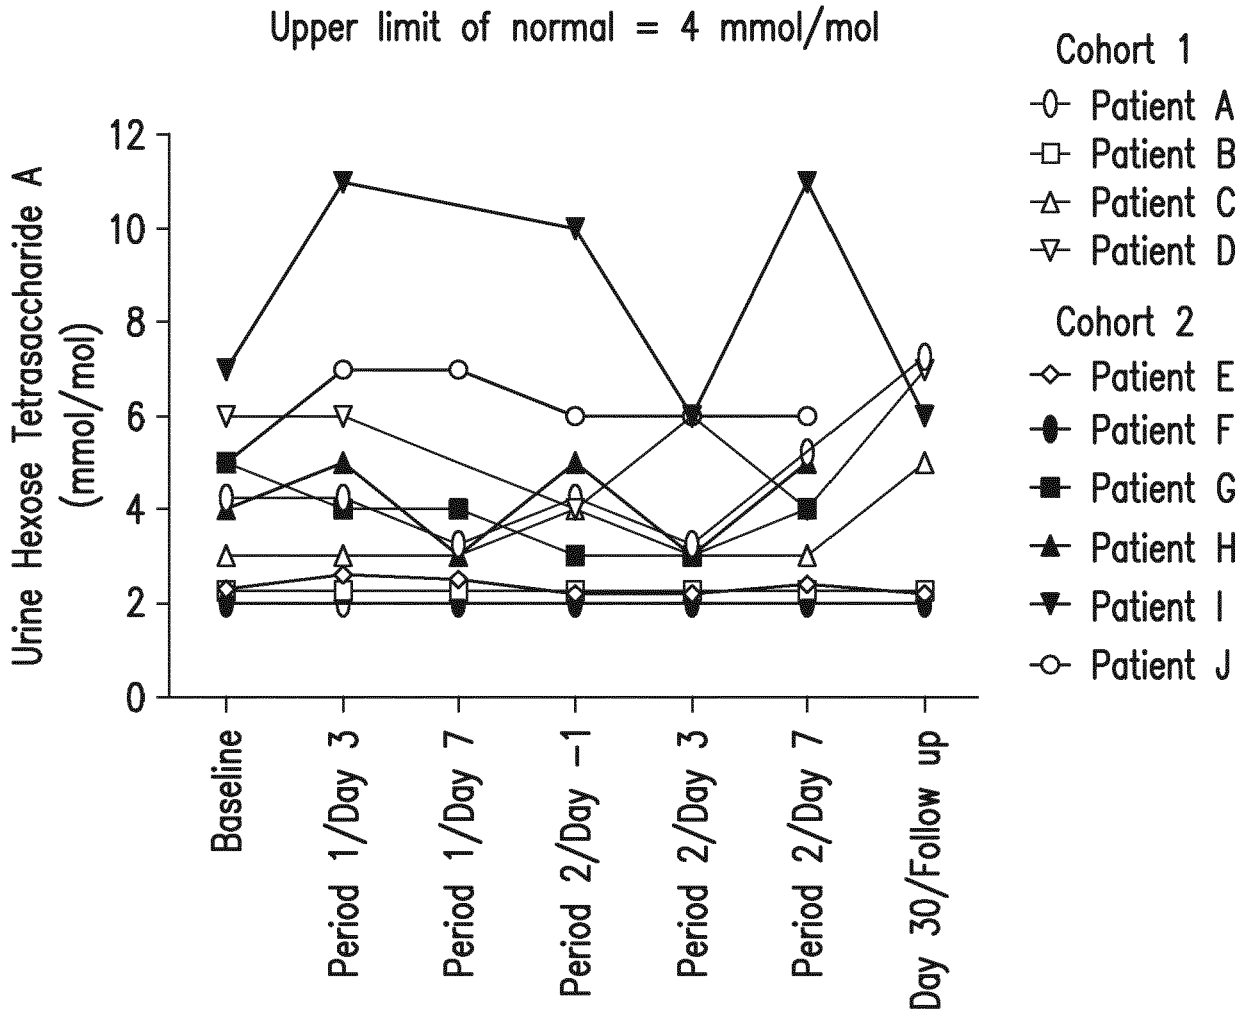 Upper limit of normal = 4 mmol/mol
Urine Hexose Tetrasaccharide A
(mmol/mol)
12
10
8
6
4
2
0
Baseline
Period 1/Day 3
Period 1/Day 7
Period 2/Day −1
Period 2/Day 3
Period 2/Day 7
Day 30/Follow up
Cohort 1
Patient A
Patient B
Patient C
Patient D
Cohort 2
Patient E
Patient F
Patient G
Patient H
Patient I
Patient J